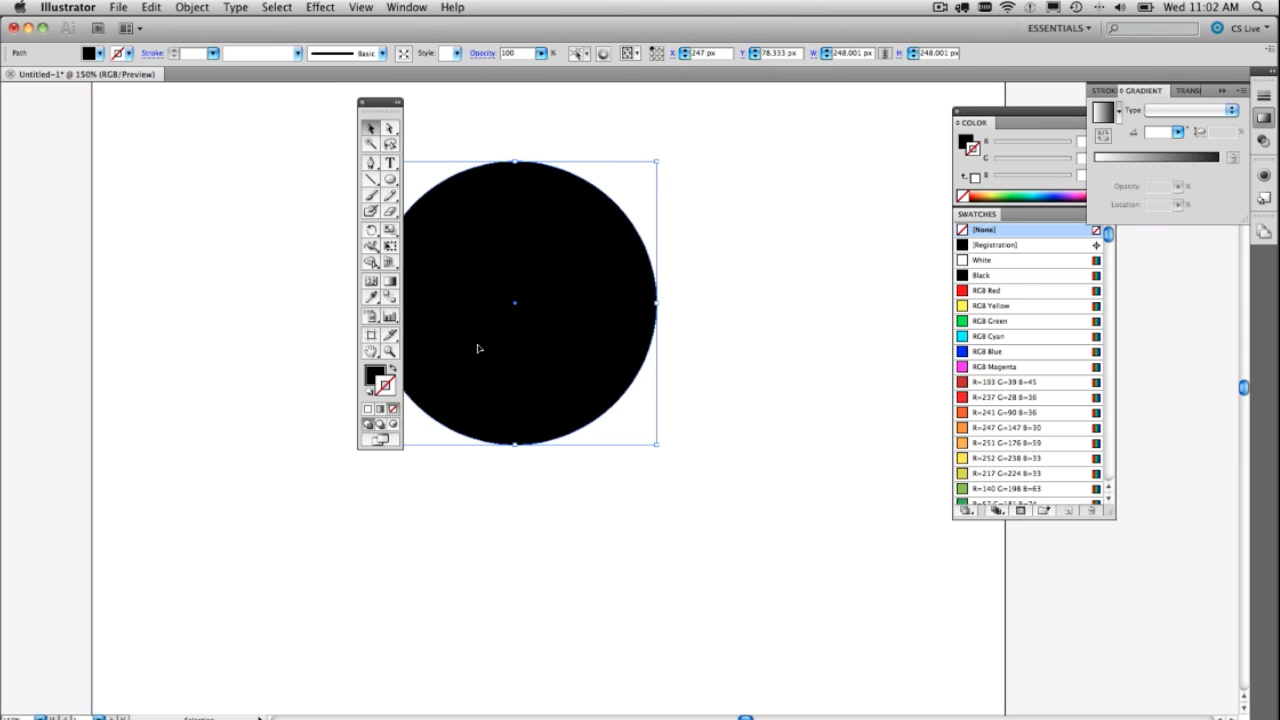 Illustrator File Edit Object Type Select Effect View Window Help Wed 11:02 AM
Ai Br ESSENTIALS CS Live
Path Stroke: Basic Style: Opacity: 100 % X: 247 px Y: 78.333 px W: 248.001 px H: 248.001 px
Untitled-1* @ 150% (RGB/Preview)
STROK GRADIENT TRANSI
Type
COLOR
R
G
B
Opacity: %
Location: %
SWATCHES
[None]
[Registration]
White
Black
RGB Red
RGB Yellow
RGB Green
RGB Cyan
RGB Blue
RGB Magenta
R=193 G=39 B=45
R=237 G=28 B=36
R=241 G=90 B=36
R=247 G=147 B=30
R=251 G=176 B=59
R=252 G=238 B=33
R=217 G=224 B=33
R=140 G=198 B=63